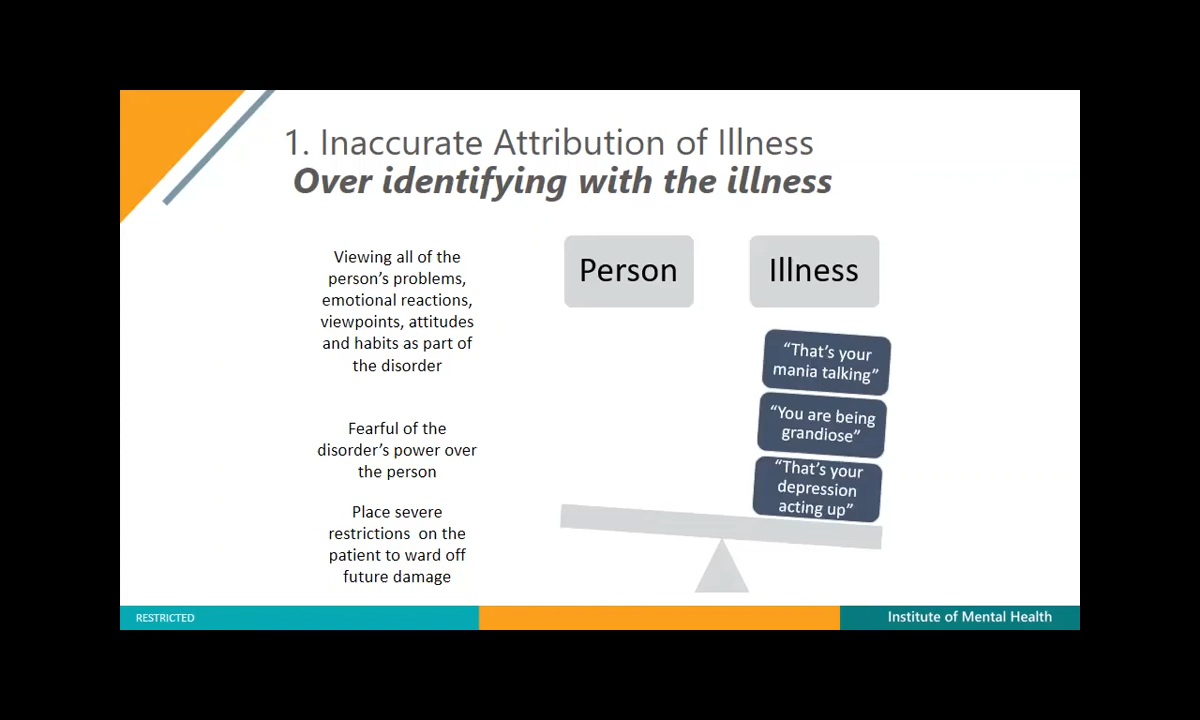 1. Inaccurate Attribution of Illness
Over identifying with the illness
Viewing all of the
person’s problems,
emotional reactions,
viewpoints, attitudes
and habits as part of
the disorder
Fearful of the
disorder’s power over
the person
Place severe
restrictions  on the
patient to ward off
future damage
Person
Illness
“That’s your
mania talking”
“You are being
grandiose”
“That’s your
depression
acting up”
RESTRICTED
Institute of Mental Health